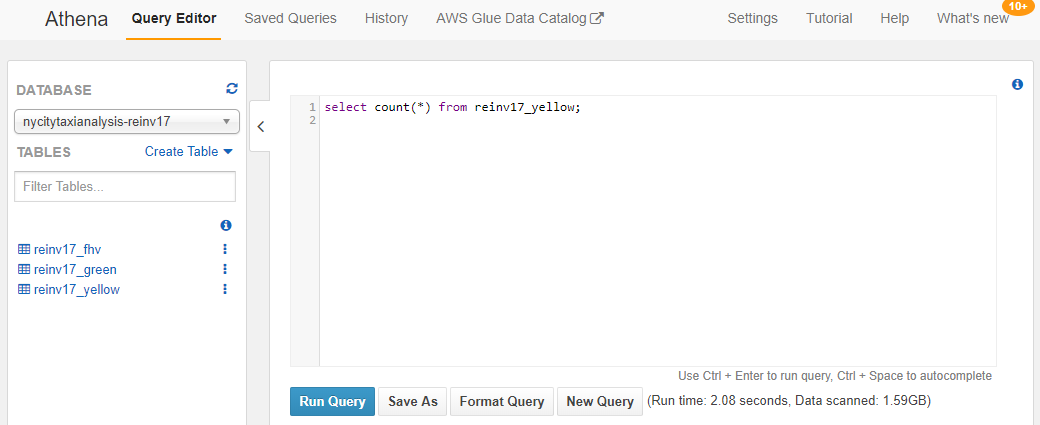 Athena Query Editor Saved Queries History AWS Glue Data Catalog Settings Tutorial Help What's new 10+
DATABASE
nycitytaxianalysis-reinv17
TABLES Create Table
Filter Tables...
reinv17_fhv
reinv17_green
reinv17_yellow
1 select count(*) from reinv17_yellow;
2
Use Ctrl + Enter to run query, Ctrl + Space to autocomplete
Run Query Save As Format Query New Query (Run time: 2.08 seconds, Data scanned: 1.59GB)